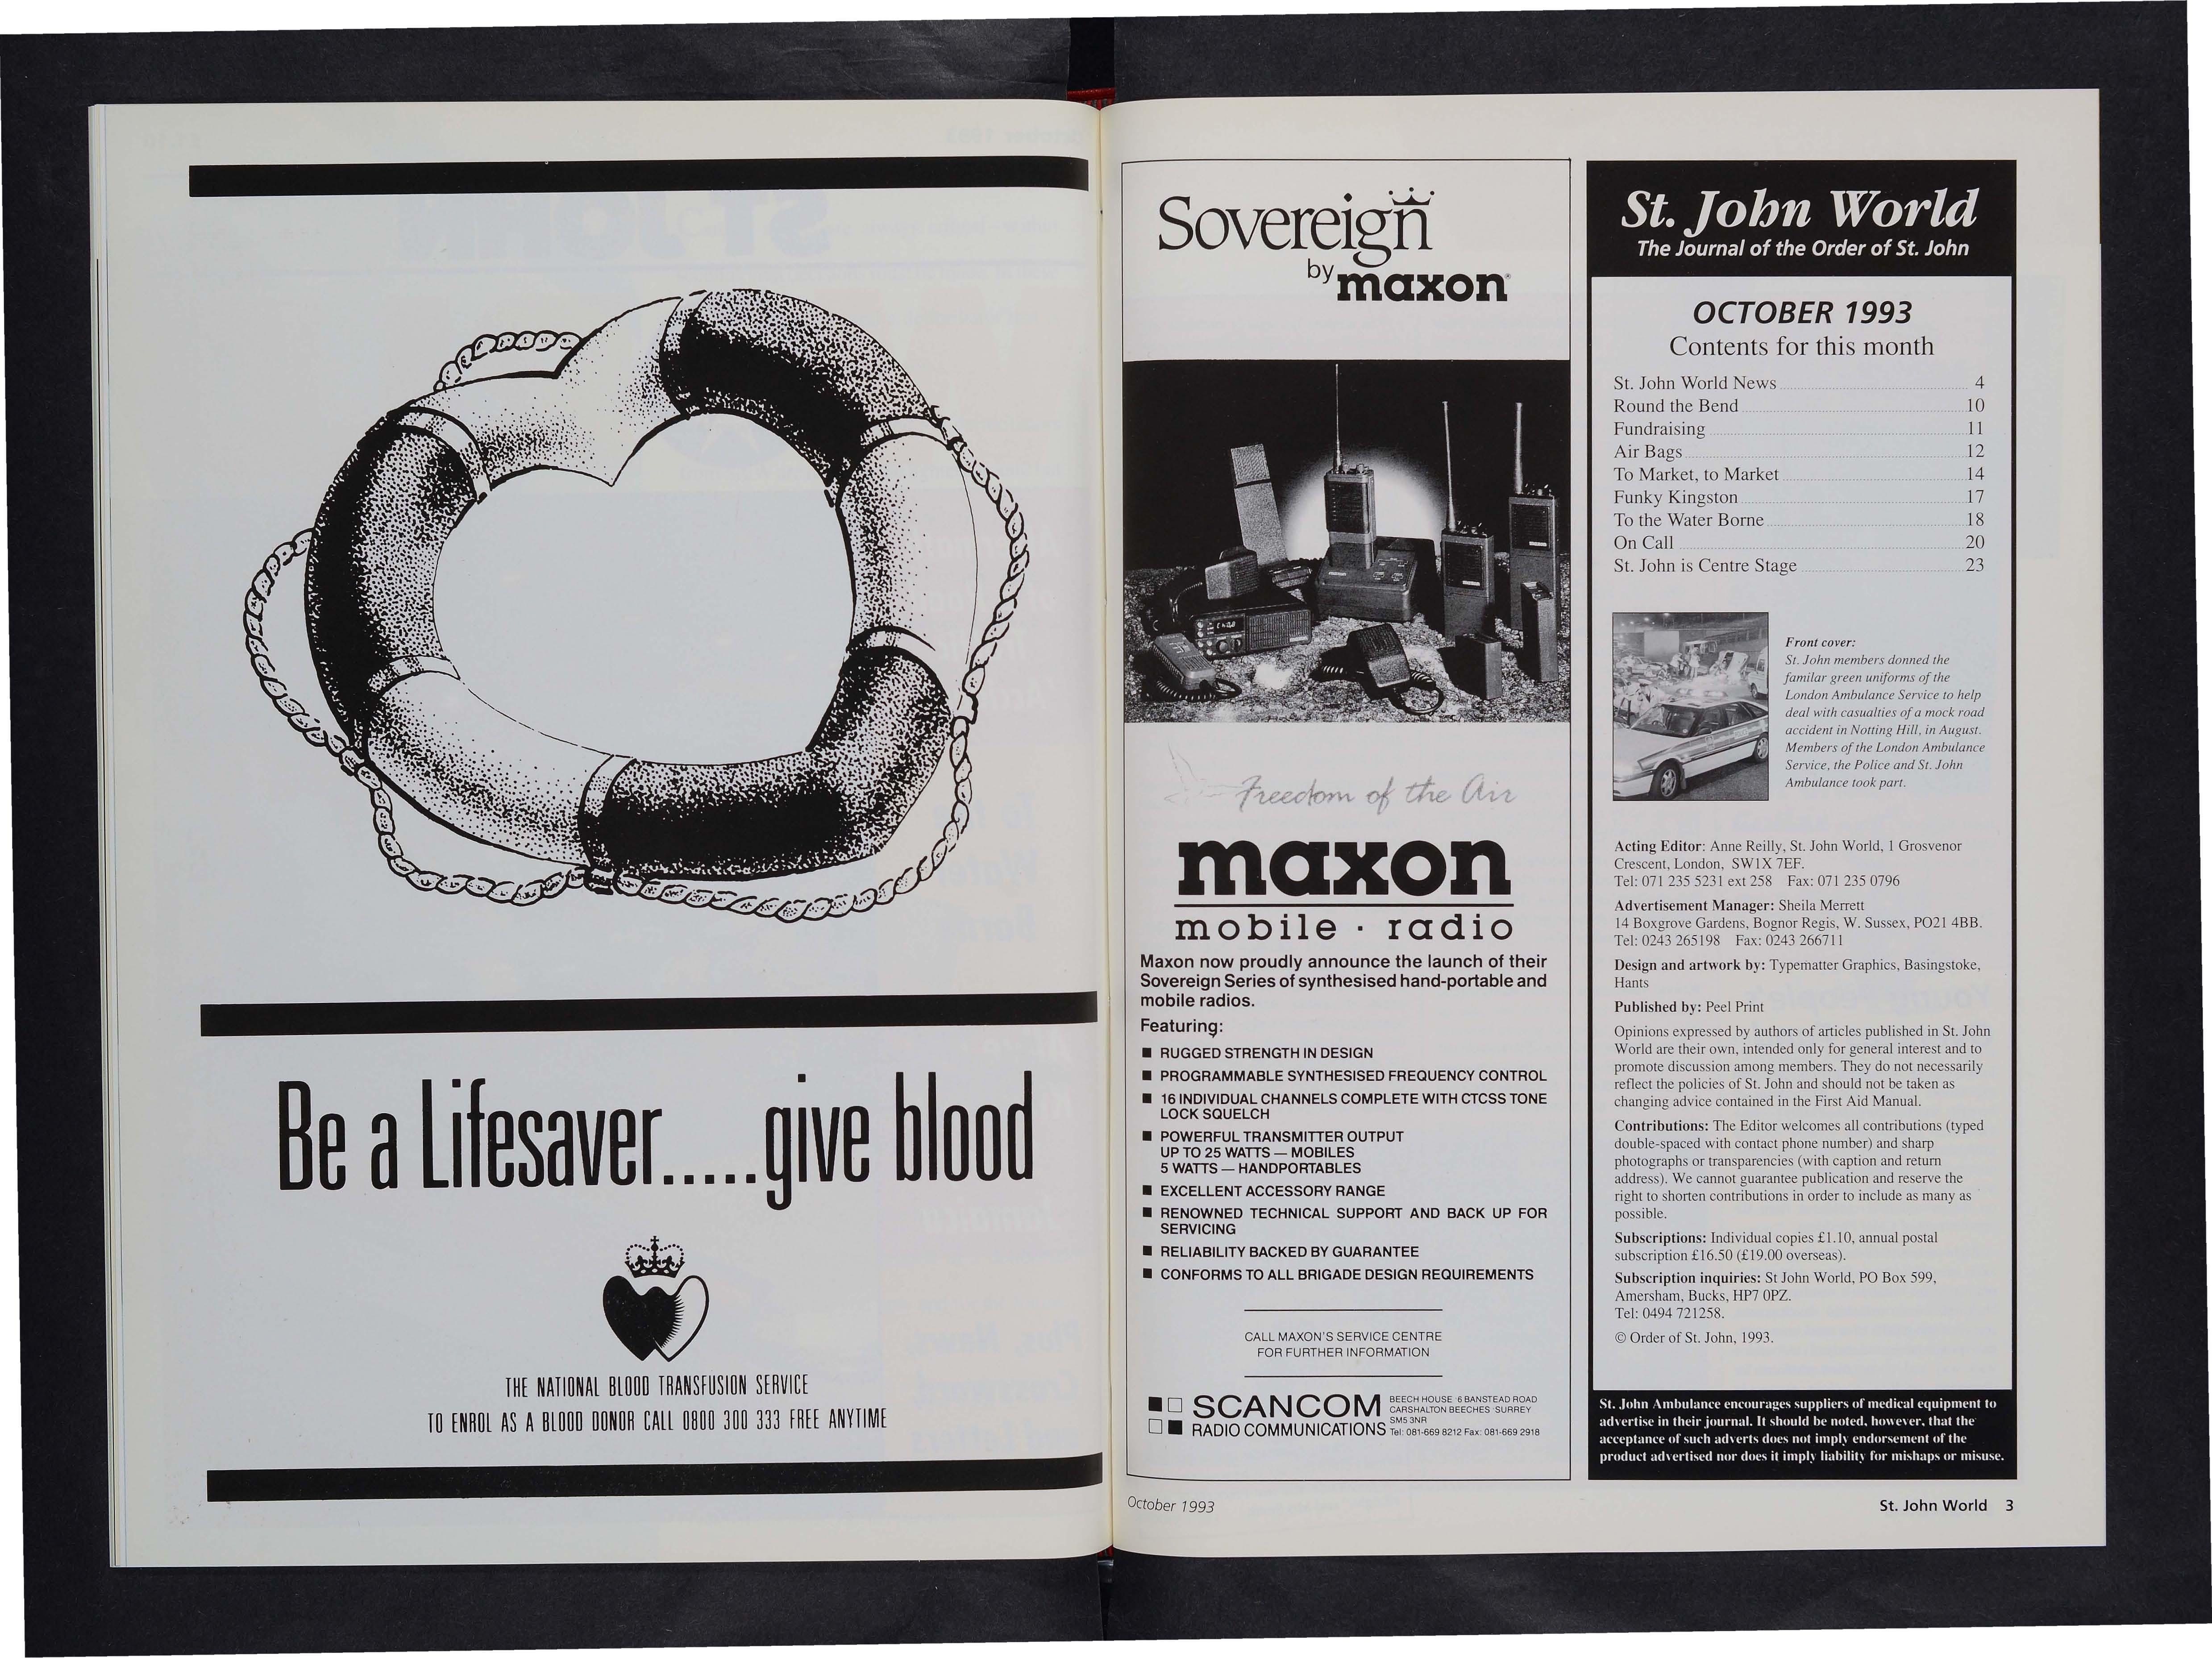 Be a Lifesaver.....give blood
THE NATIONAL BLOOD TRANSFUSION SERVICE
TO ENROL AS A BLOOD DONOR CALL 0800 300 333 FREE ANYTIME
Sovereign
by maxon
Freedom of the Air
maxon
mobile · radio
Maxon now proudly announce the launch of their
Sovereign Series of synthesised hand-portable and
mobile radios.
Featuring:
■ RUGGED STRENGTH IN DESIGN
■ PROGRAMMABLE SYNTHESISED FREQUENCY CONTROL
■ 16 INDIVIDUAL CHANNELS COMPLETE WITH CTCSS TONE
LOCK SQUELCH
■ POWERFUL TRANSMITTER OUTPUT
UP TO 25 WATTS — MOBILES
5 WATTS — HANDPORTABLES
■ EXCELLENT ACCESSORY RANGE
■ RENOWNED TECHNICAL SUPPORT AND BACK UP FOR
SERVICING
■ RELIABILITY BACKED BY GUARANTEE
■ CONFORMS TO ALL BRIGADE DESIGN REQUIREMENTS
CALL MAXON'S SERVICE CENTRE
FOR FURTHER INFORMATION
SCANCOM
RADIO COMMUNICATIONS
BEECH HOUSE 6 BANSTEAD ROAD
CARSHALTON BEECHES SURREY
SM5 3NR
Tel: 081-669 8212 Fax: 081-669 2918
October 1993
St. John World
The Journal of the Order of St. John
OCTOBER 1993
Contents for this month
St. John World News 4
Round the Bend 10
Fundraising 11
Air Bags 12
To Market, to Market 14
Funky Kingston 17
To the Water Borne 18
On Call 20
St. John is Centre Stage 23
Front cover:
St. John members donned the
familar green uniforms of the
London Ambulance Service to help
deal with casualties of a mock road
accident in Notting Hill, in August.
Members of the London Ambulance
Service, the Police and St. John
Ambulance took part.
Acting Editor: Anne Reilly, St. John World, 1 Grosvenor
Crescent, London, SW1X 7EF.
Tel: 071 235 5231 ext 258 Fax: 071 235 0796
Advertisement Manager: Sheila Merrett
14 Boxgrove Gardens, Bognor Regis, W. Sussex, PO21 4BB.
Tel: 0243 265198 Fax: 0243 266711
Design and artwork by: Typematter Graphics, Basingstoke,
Hants
Published by: Peel Print
Opinions expressed by authors of articles published in St. John
World are their own, intended only for general interest and to
promote discussion among members. They do not necessarily
reflect the policies of St. John and should not be taken as
changing advice contained in the First Aid Manual.
Contributions: The Editor welcomes all contributions (typed
double-spaced with contact phone number) and sharp
photographs or transparencies (with caption and return
address). We cannot guarantee publication and reserve the
right to shorten contributions in order to include as many as
possible.
Subscriptions: Individual copies £1.10, annual postal
subscription £16.50 (£19.00 overseas).
Subscription inquiries: St John World, PO Box 599,
Amersham, Bucks, HP7 0PZ.
Tel: 0494 721258.
© Order of St. John, 1993.
St. John Ambulance encourages suppliers of medical equipment to
advertise in their journal. It should be noted, however, that the
acceptance of such adverts does not imply endorsement of the
product advertised nor does it imply liability for mishaps or misuse.
St. John World 3